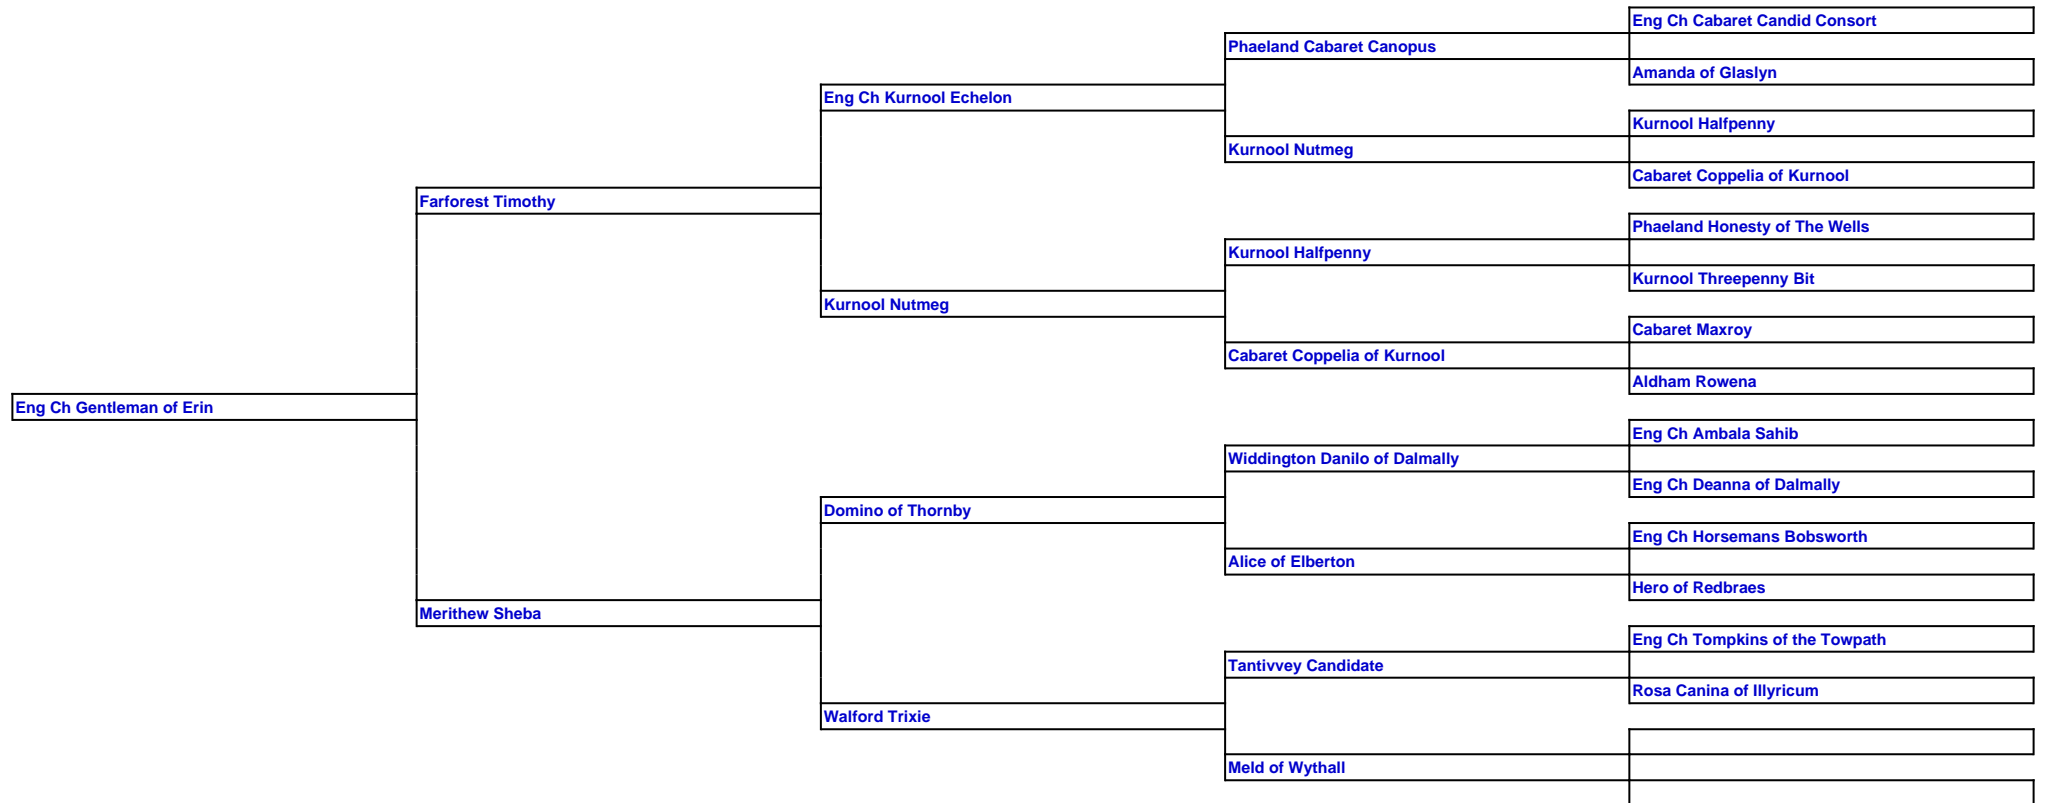 Eng Ch Cabaret Candid Consort
Phaeland Cabaret Canopus
Amanda of Glaslyn
Eng Ch Kurnool Echelon
Kurnool Halfpenny
Kurnool Nutmeg
Cabaret Coppelia of Kurnool
Farforest Timothy
Phaeland Honesty of The Wells
Kurnool Halfpenny
Kurnool Threepenny Bit
Kurnool Nutmeg
Cabaret Maxroy
Cabaret Coppelia of Kurnool
Aldham Rowena
Eng Ch Gentleman of Erin
Eng Ch Ambala Sahib
Widdington Danilo of Dalmally
Eng Ch Deanna of Dalmally
Domino of Thornby
Eng Ch Horsemans Bobsworth
Alice of Elberton
Hero of Redbraes
Merithew Sheba
Eng Ch Tompkins of the Towpath
Tantivvey Candidate
Rosa Canina of Illyricum
Walford Trixie
Meld of Wythall